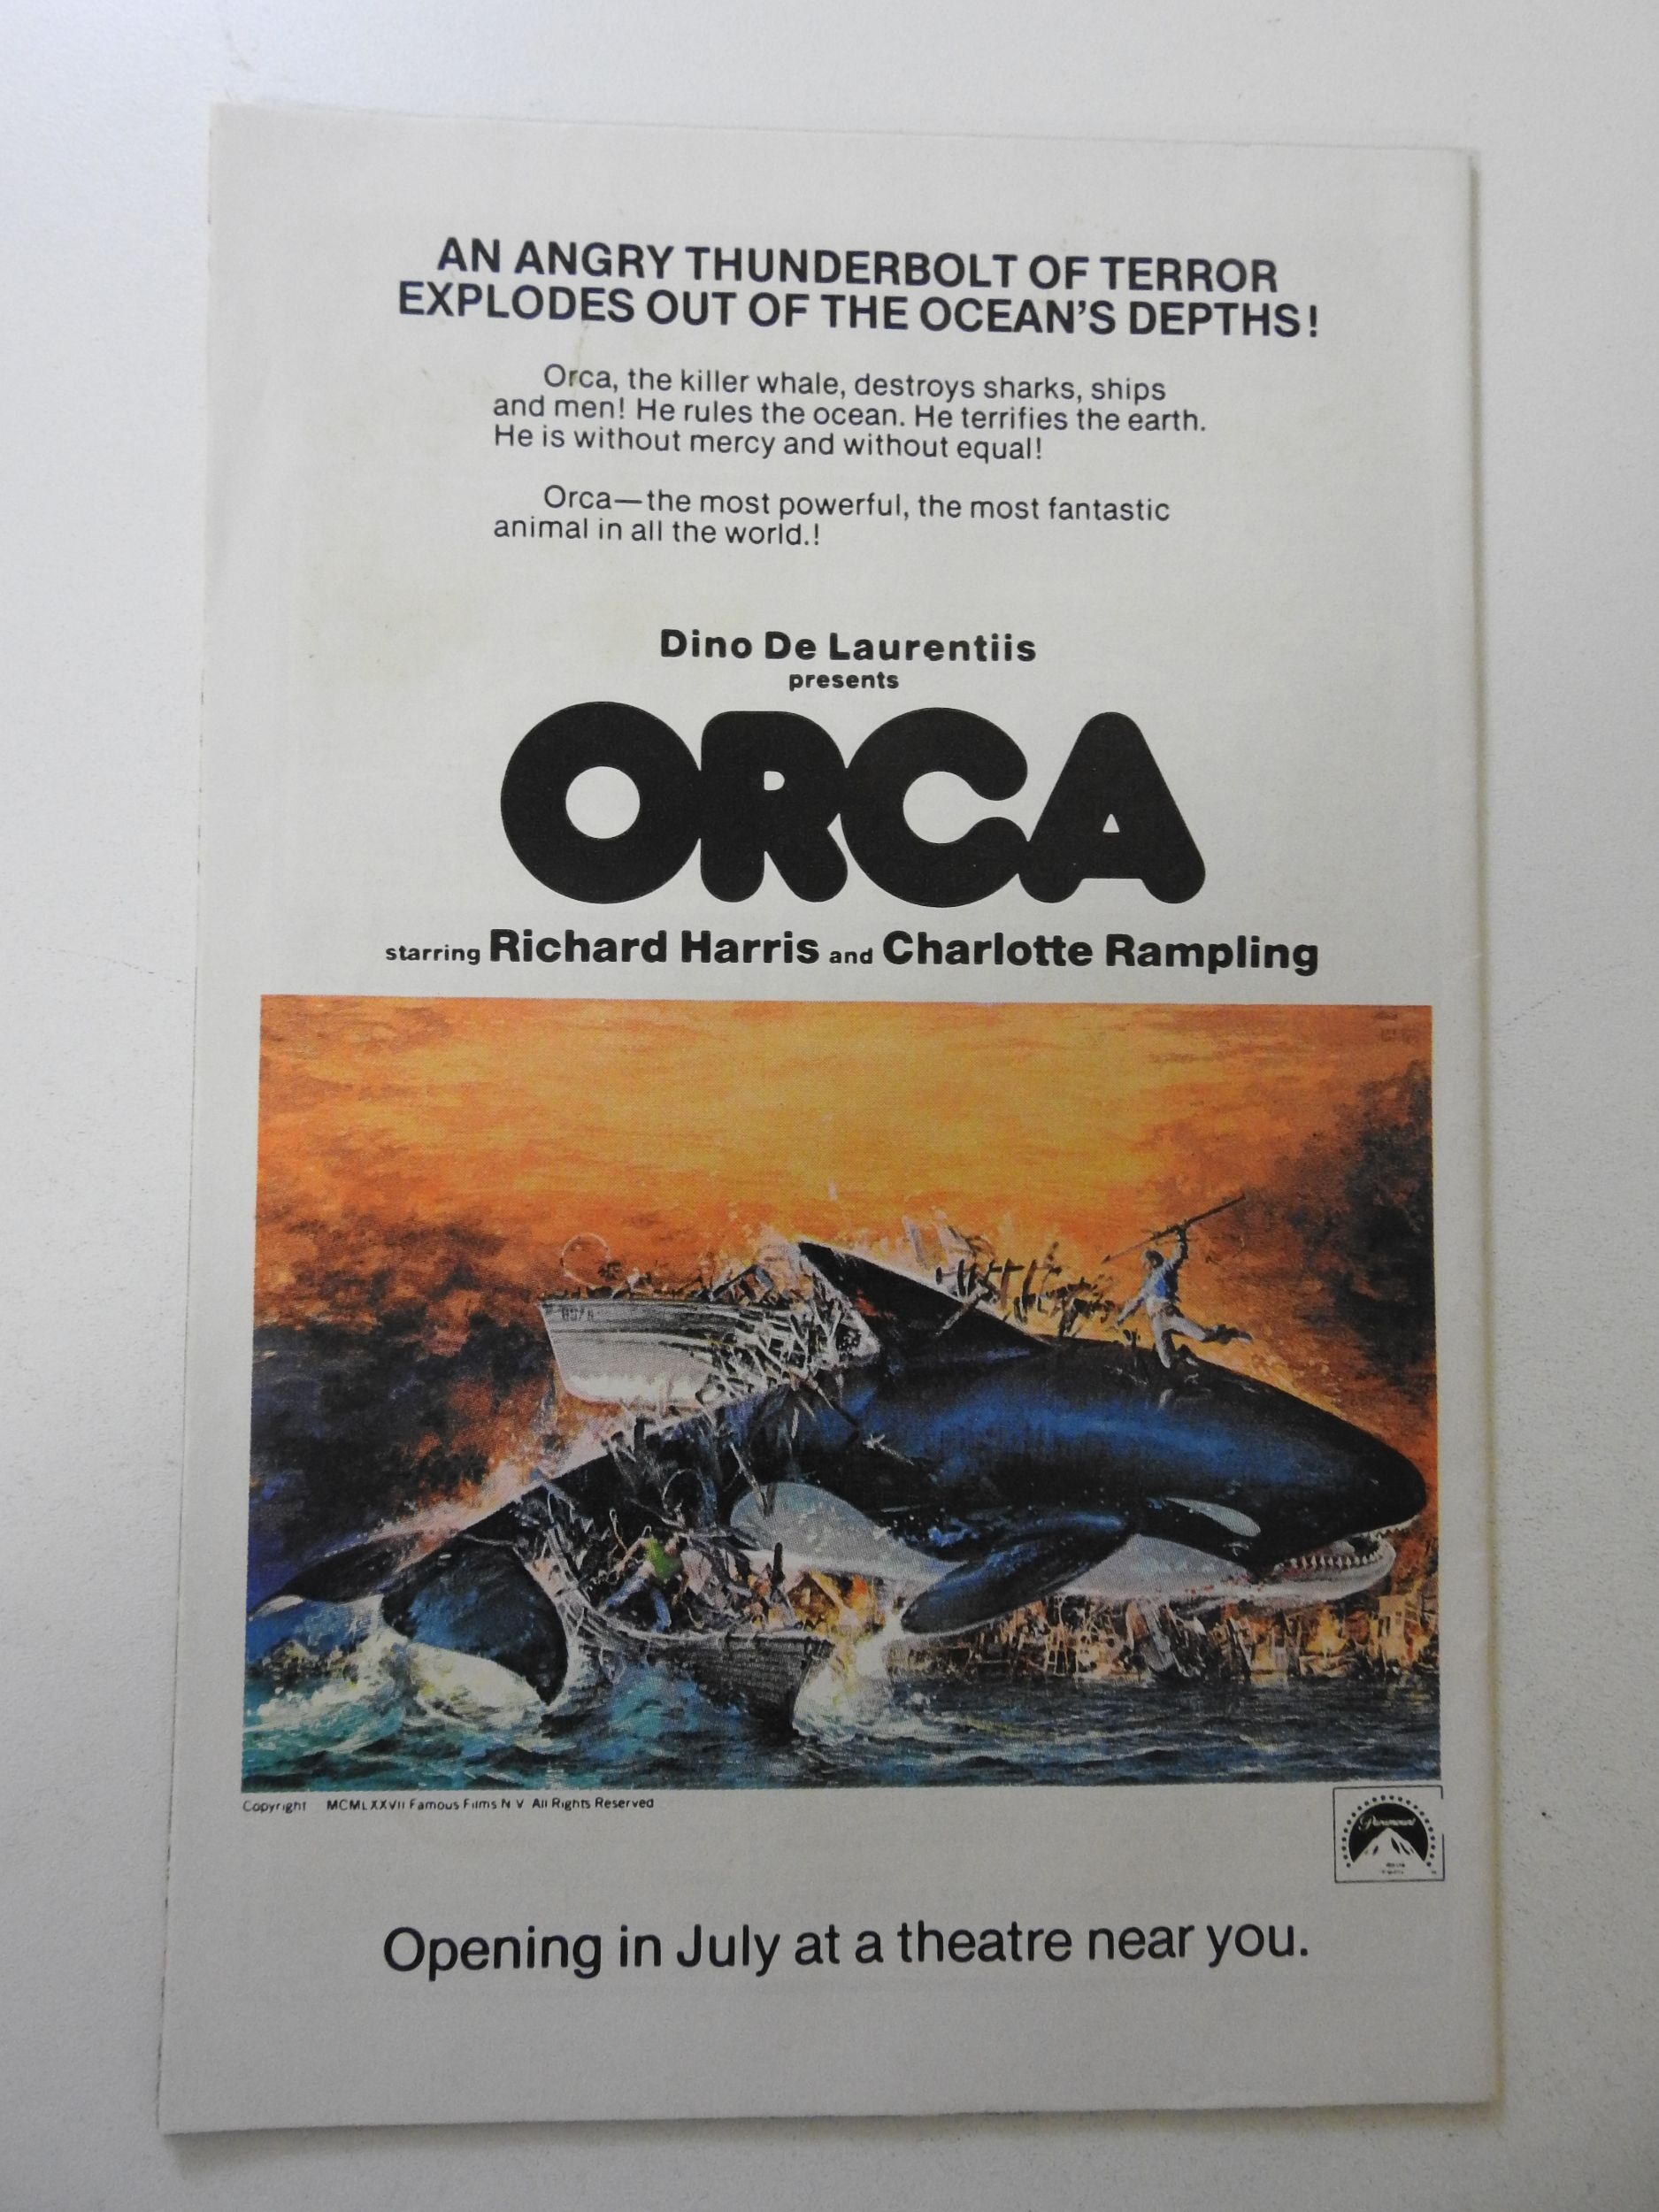 AN ANGRY THUNDERBOLT OF TERROR
EXPLODES OUT OF THE OCEAN'S DEPTHS!
Orca, the killer whale, destroys sharks, ships
and men! He rules the ocean. He terrifies the earth.
He is without mercy and without equal!
Orca—the most powerful, the most fantastic
animal in all the world.!
Dino De Laurentiis
presents
ORCA
starring Richard Harris and Charlotte Rampling
Copyright MCMLXXVII Famous Films N V All Rights Reserved
Paramount
Opening in July at a theatre near you.